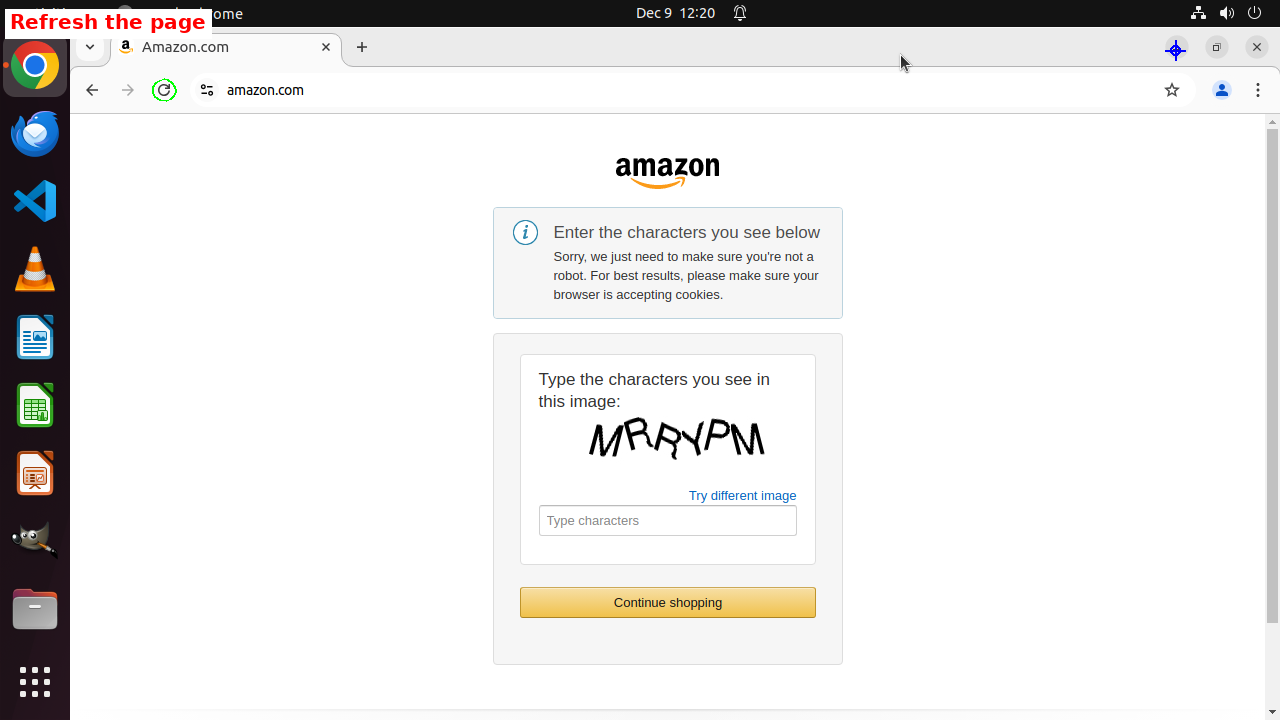 Refresh the page
ome
Dec 9 12:20
Amazon.com
amazon.com
amazon
Enter the characters you see below
Sorry, we just need to make sure you're not a
robot. For best results, please make sure your
browser is accepting cookies.
Type the characters you see in
this image:
MRRYPM
Try different image
Type characters
Continue shopping